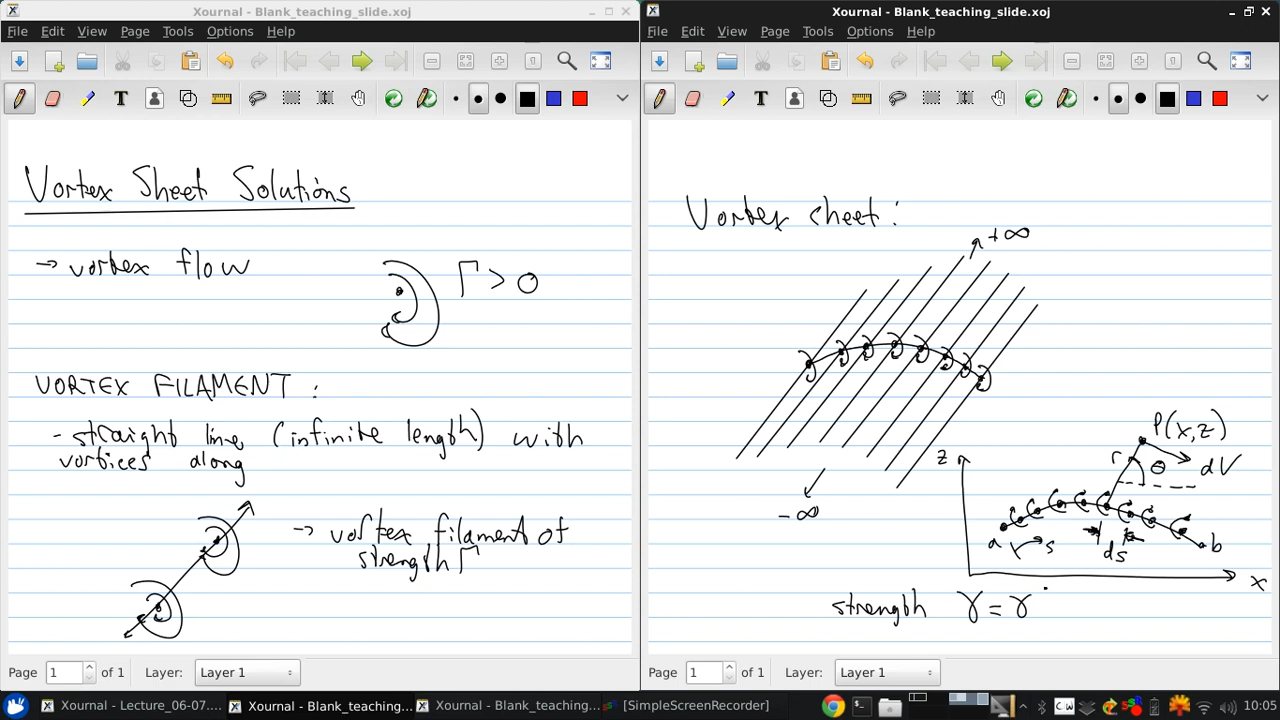 Xournal - Blank_teaching_slide.xoj
File Edit View Page Tools Options Help
Vortex Sheet Solutions
→ vortex flow
Γ > 0
VORTEX FILAMENT :
- straight line (infinite length) with
vortices along
→ vortex filament of
strength Γ
Page 1 of 1 Layer: Layer 1
Xournal - Blank_teaching_slide.xoj
File Edit View Page Tools Options Help
Vortex sheet :
+∞
-∞
z
P(x,z)
r
θ
dV
a
s
ds
b
x
strength γ = γ
Page 1 of 1 Layer: Layer 1
Xournal - Lecture_06-07.... Xournal - Blank_teaching... Xournal - Blank_teaching... [SimpleScreenRecorder] 10:05